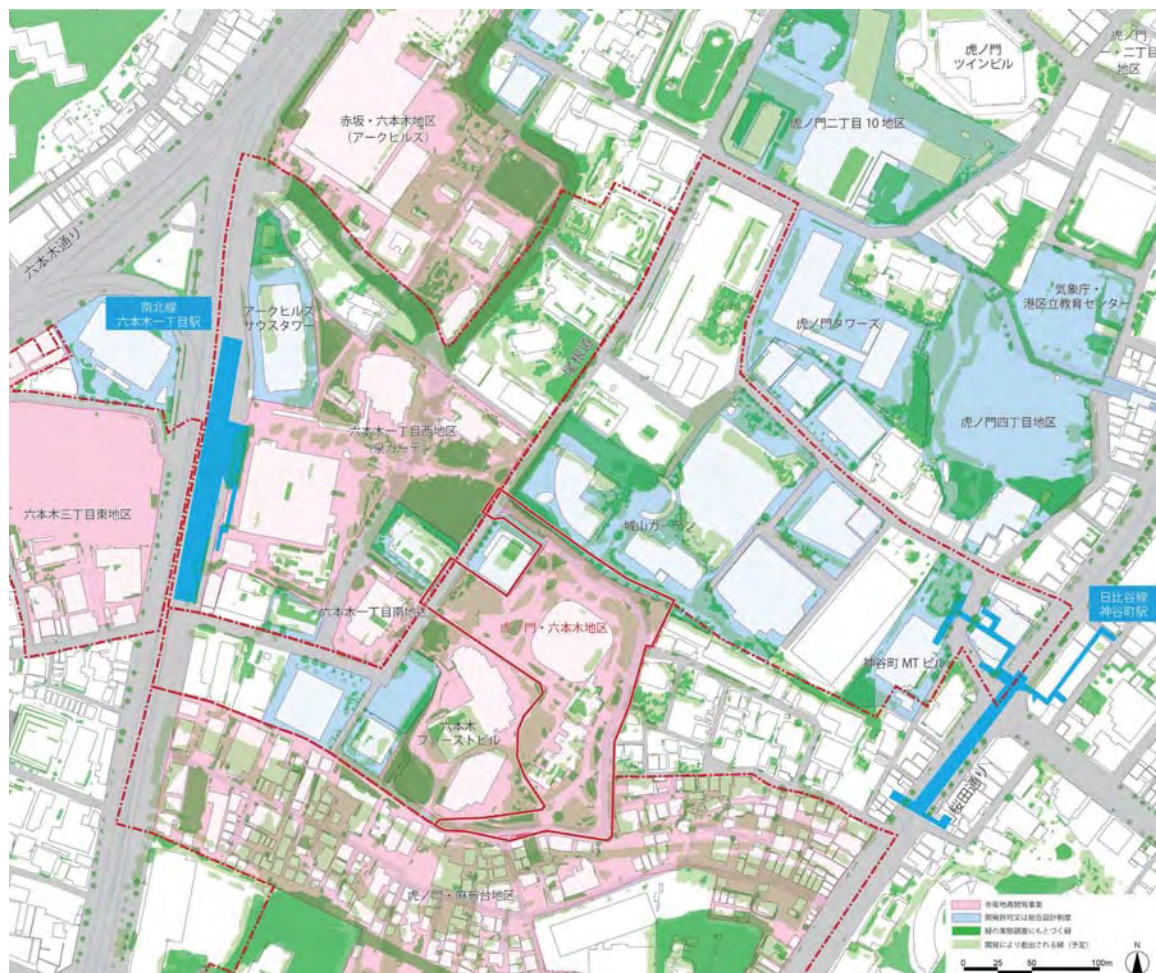 虎ノ門
一・二丁目
地区
虎ノ門
ツインビル
赤坂・六本木地区
(アークヒルズ)
虎ノ門二丁目 10 地区
六本木通り
南北線
六本木一丁目駅
アークヒルズ
サウスタワー
気象庁・
港区立教育センター
虎ノ門タワーズ
虎ノ門四丁目地区
六本木一丁目西地区
泉ガーデン
六本木三丁目東地区
城山ガーデン
六本木一丁目南地区
虎ノ門・六本木地区
日比谷線
神谷町駅
神谷町 MT ビル
六本木
ファーストビル
桜田通り
虎ノ門・麻布台地区
市街地再開発事業
開発許可又は総合設計制度
緑の実態調査にもとづく緑
開発により創出される緑（予定）
0 25 50 100m
N